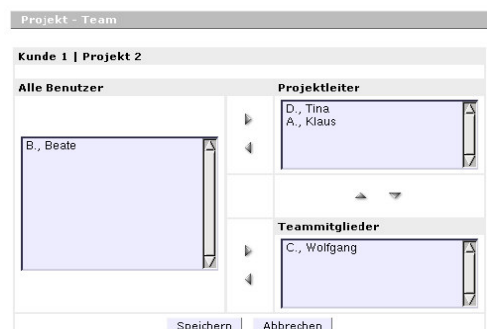 Projekt - Team
Kunde 1 | Projekt 2
Alle Benutzer
Projektleiter
B., Beate
D., Tina
A., Klaus
Teammitglieder
C., Wolfgang
Speichern
Abbrechen